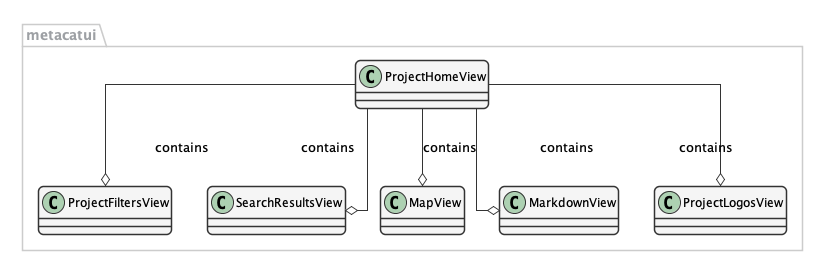 metacatui
C ProjectHomeView
contains contains contains contains contains
C ProjectFiltersView
C SearchResultsView
C MapView
C MarkdownView
C ProjectLogosView